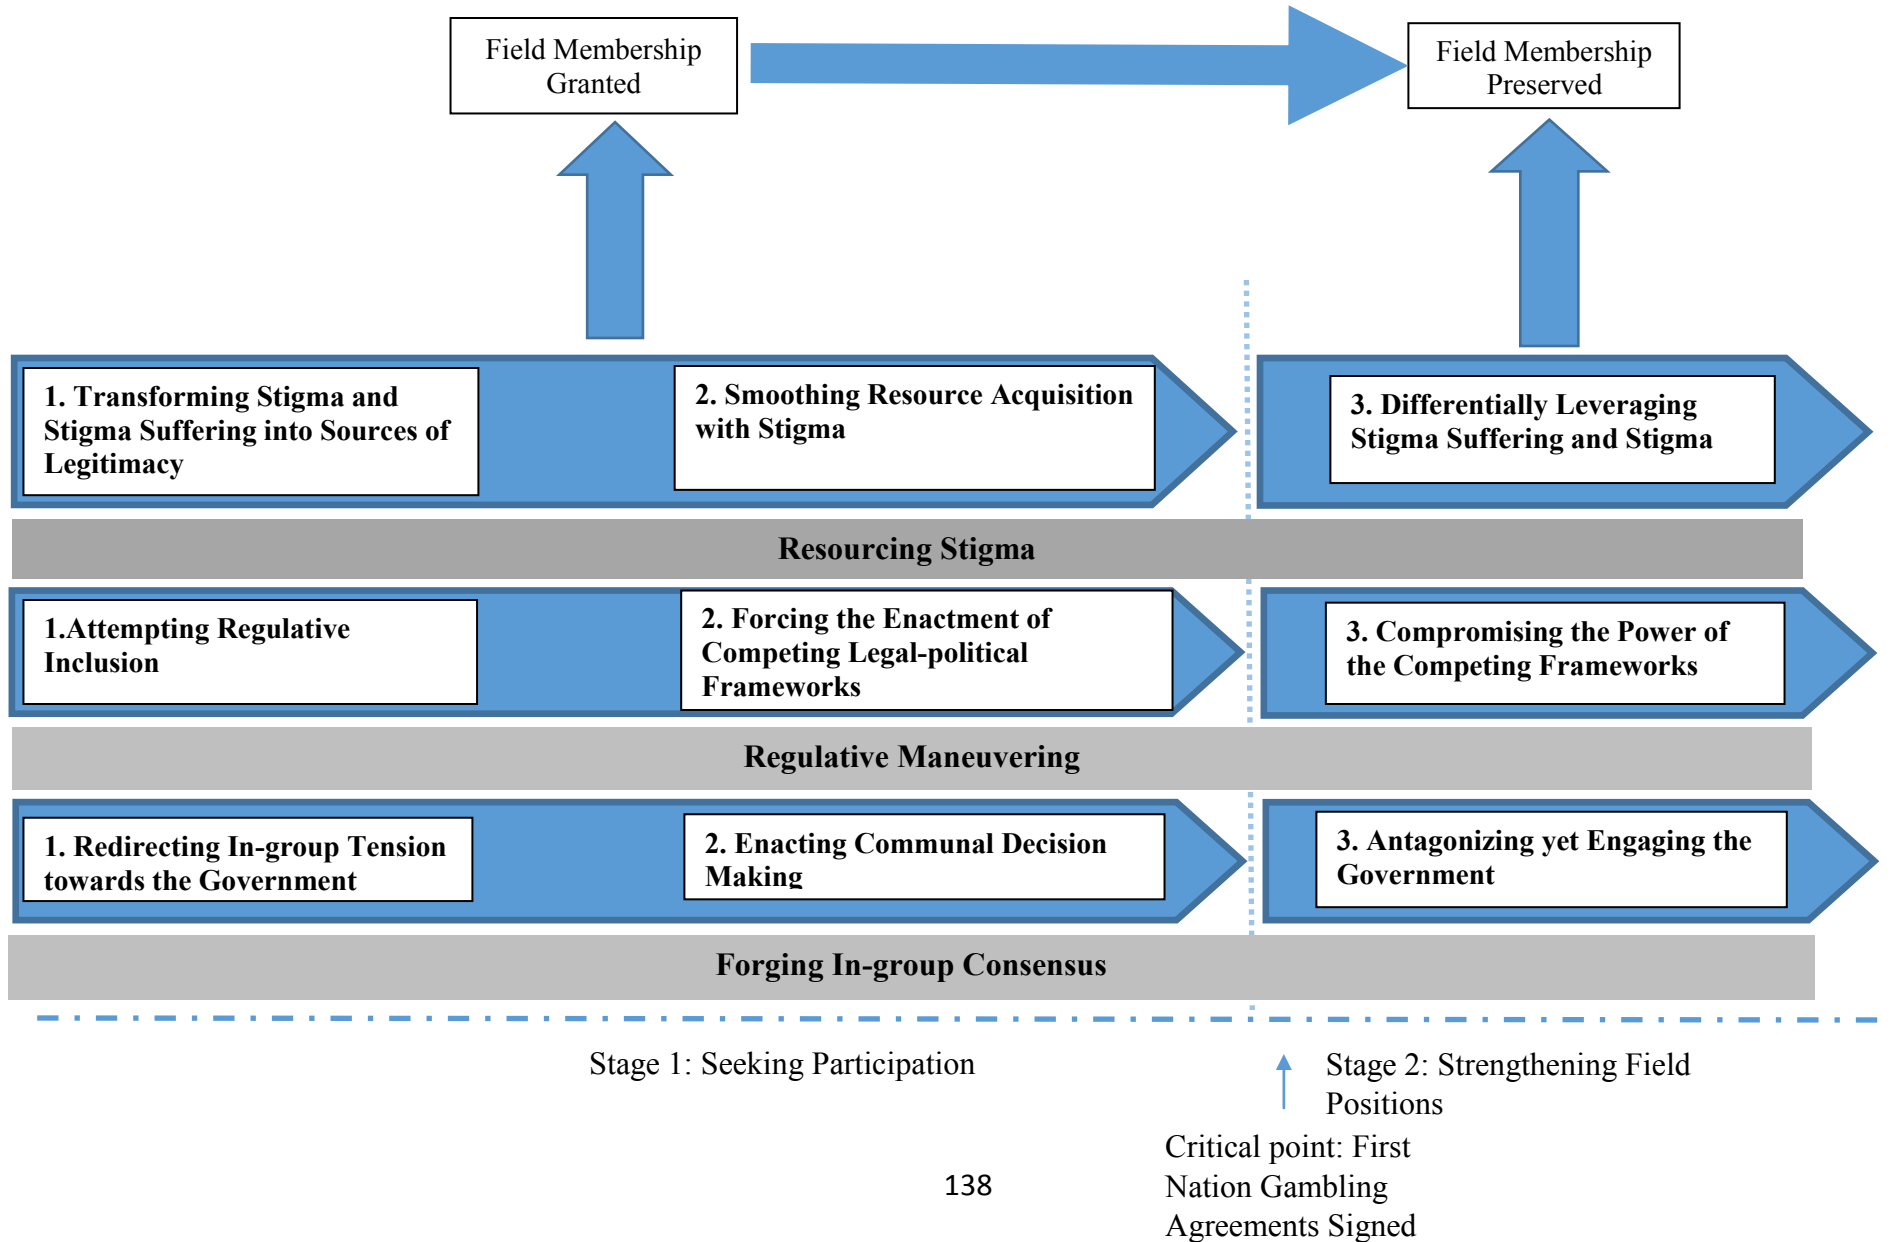 Field Membership
Granted
Field Membership
Preserved
1. Transforming Stigma and
Stigma Suffering into Sources of
Legitimacy
2. Smoothing Resource Acquisition
with Stigma
3. Differentially Leveraging
Stigma Suffering and Stigma
Resourcing Stigma
1.Attempting Regulative
Inclusion
2. Forcing the Enactment of
Competing Legal-political
Frameworks
3. Compromising the Power of
the Competing Frameworks
Regulative Maneuvering
1. Redirecting In-group Tension
towards the Government
2. Enacting Communal Decision
Making
3. Antagonizing yet Engaging the
Government
Forging In-group Consensus
Stage 1: Seeking Participation
Stage 2: Strengthening Field
Positions
Critical point: First
Nation Gambling
Agreements Signed
138